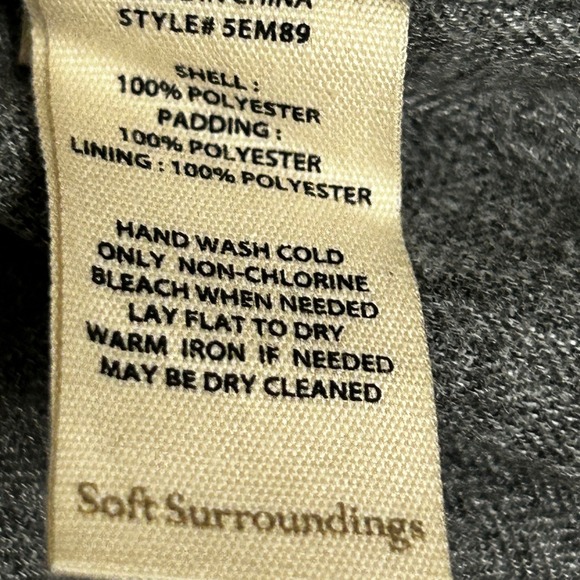 CHINA
STYLE# 5EM89
SHELL :
100% POLYESTER
PADDING :
100% POLYESTER
LINING : 100% POLYESTER
HAND WASH COLD
ONLY NON-CHLORINE
BLEACH WHEN NEEDED
LAY FLAT TO DRY
WARM IRON IF NEEDED
MAY BE DRY CLEANED
Soft Surroundings